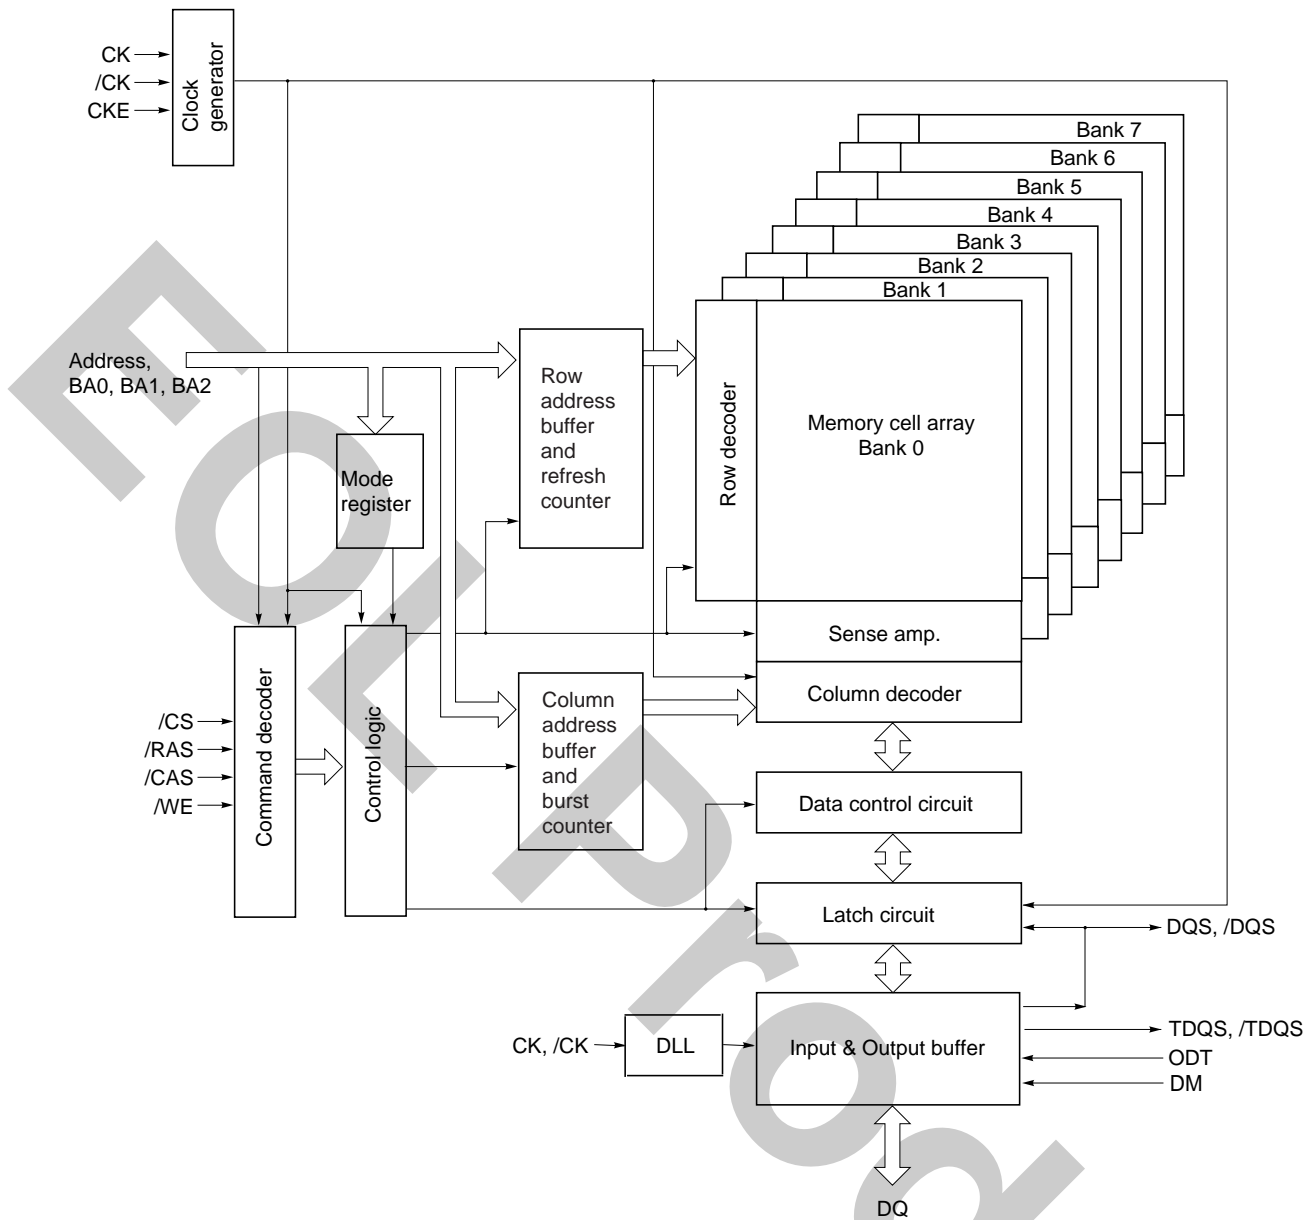 CK
/CK
CKE
Clock
generator
Bank 7
Bank 6
Bank 5
Bank 4
Bank 3
Bank 2
Bank 1
Address,
BA0, BA1, BA2
Mode
register
Row
address
buffer
and
refresh
counter
Row decoder
Memory cell array
Bank 0
Sense amp.
Column decoder
/CS
/RAS
/CAS
/WE
Command decoder
Control logic
Column
address
buffer
and
burst
counter
Data control circuit
Latch circuit
DQS, /DQS
CK, /CK
DLL
Input & Output buffer
TDQS, /TDQS
ODT
DM
DQ
EOL Prod